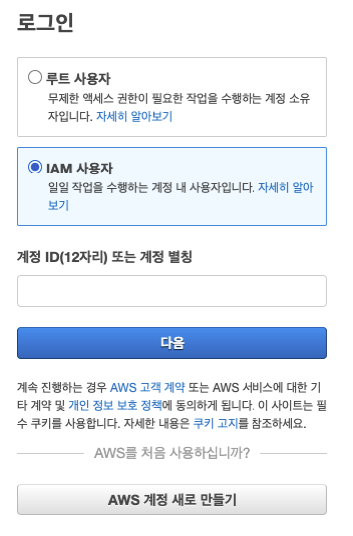 로그인
루트 사용자
무제한 액세스 권한이 필요한 작업을 수행하는 계정 소유
자입니다. 자세히 알아보기
IAM 사용자
일일 작업을 수행하는 계정 내 사용자입니다. 자세히 알아
보기
계정 ID(12자리) 또는 계정 별칭
다음
계속 진행하는 경우 AWS 고객 계약 또는 AWS 서비스에 대한 기
타 계약 및 개인 정보 보호 정책에 동의하게 됩니다. 이 사이트는 필
수 쿠키를 사용합니다. 자세한 내용은 쿠키 고지를 참조하세요.
AWS를 처음 사용하십니까?
AWS 계정 새로 만들기